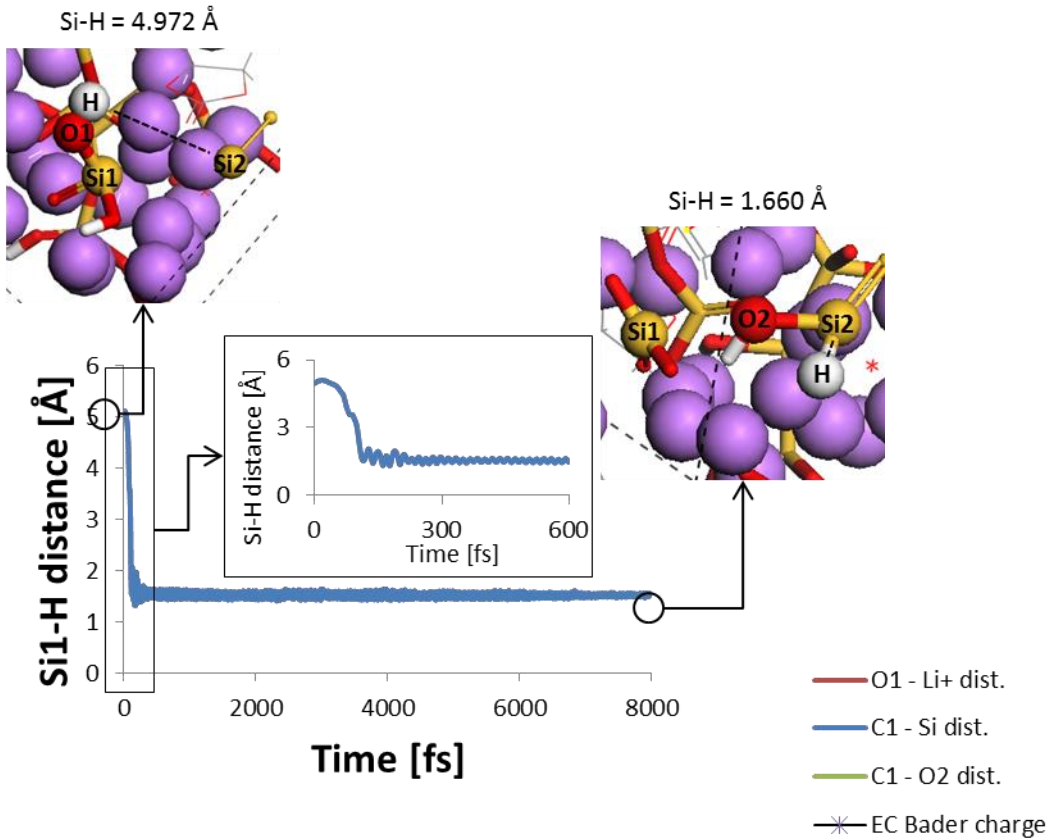 Si-H = 4.972 Å
H
O1
Si1
Si2
Si-H = 1.660 Å
Si1
O2
Si2
H
*
Si1-H distance [Å]
6
5
4
3
2
1
0
0
2000
4000
6000
8000
Time [fs]
Si-H distance [Å]
6
3
0
0
300
600
Time [fs]
O1 - Li+ dist.
C1 - Si dist.
C1 - O2 dist.
EC Bader charge